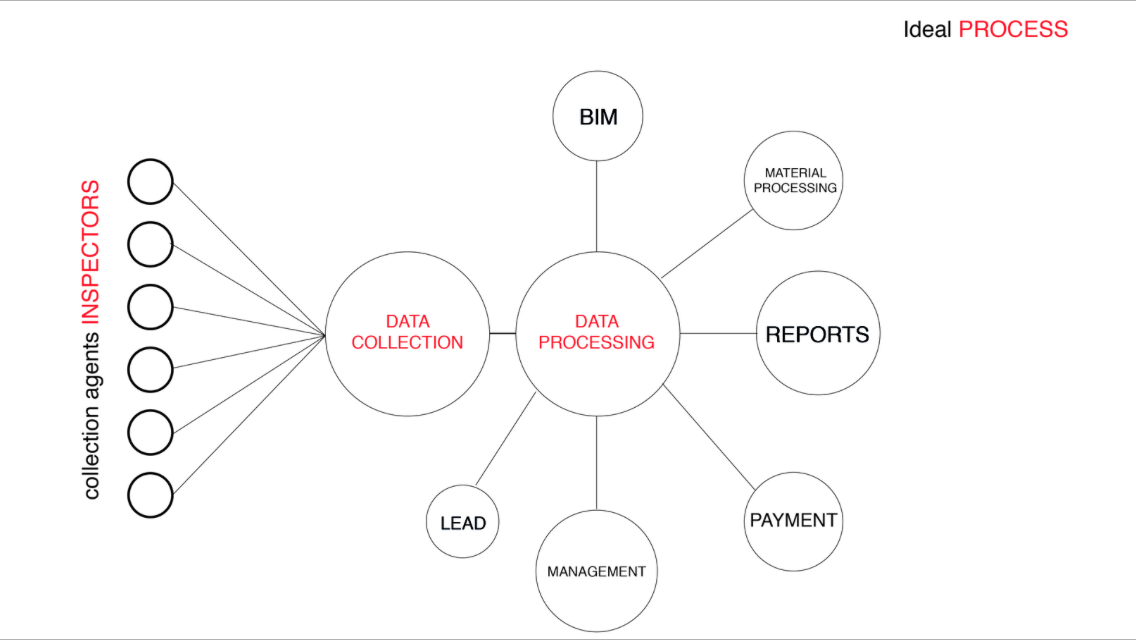 Ideal PROCESS
collection agents INSPECTORS
DATA
COLLECTION
DATA
PROCESSING
BIM
MATERIAL
PROCESSING
REPORTS
PAYMENT
MANAGEMENT
LEAD